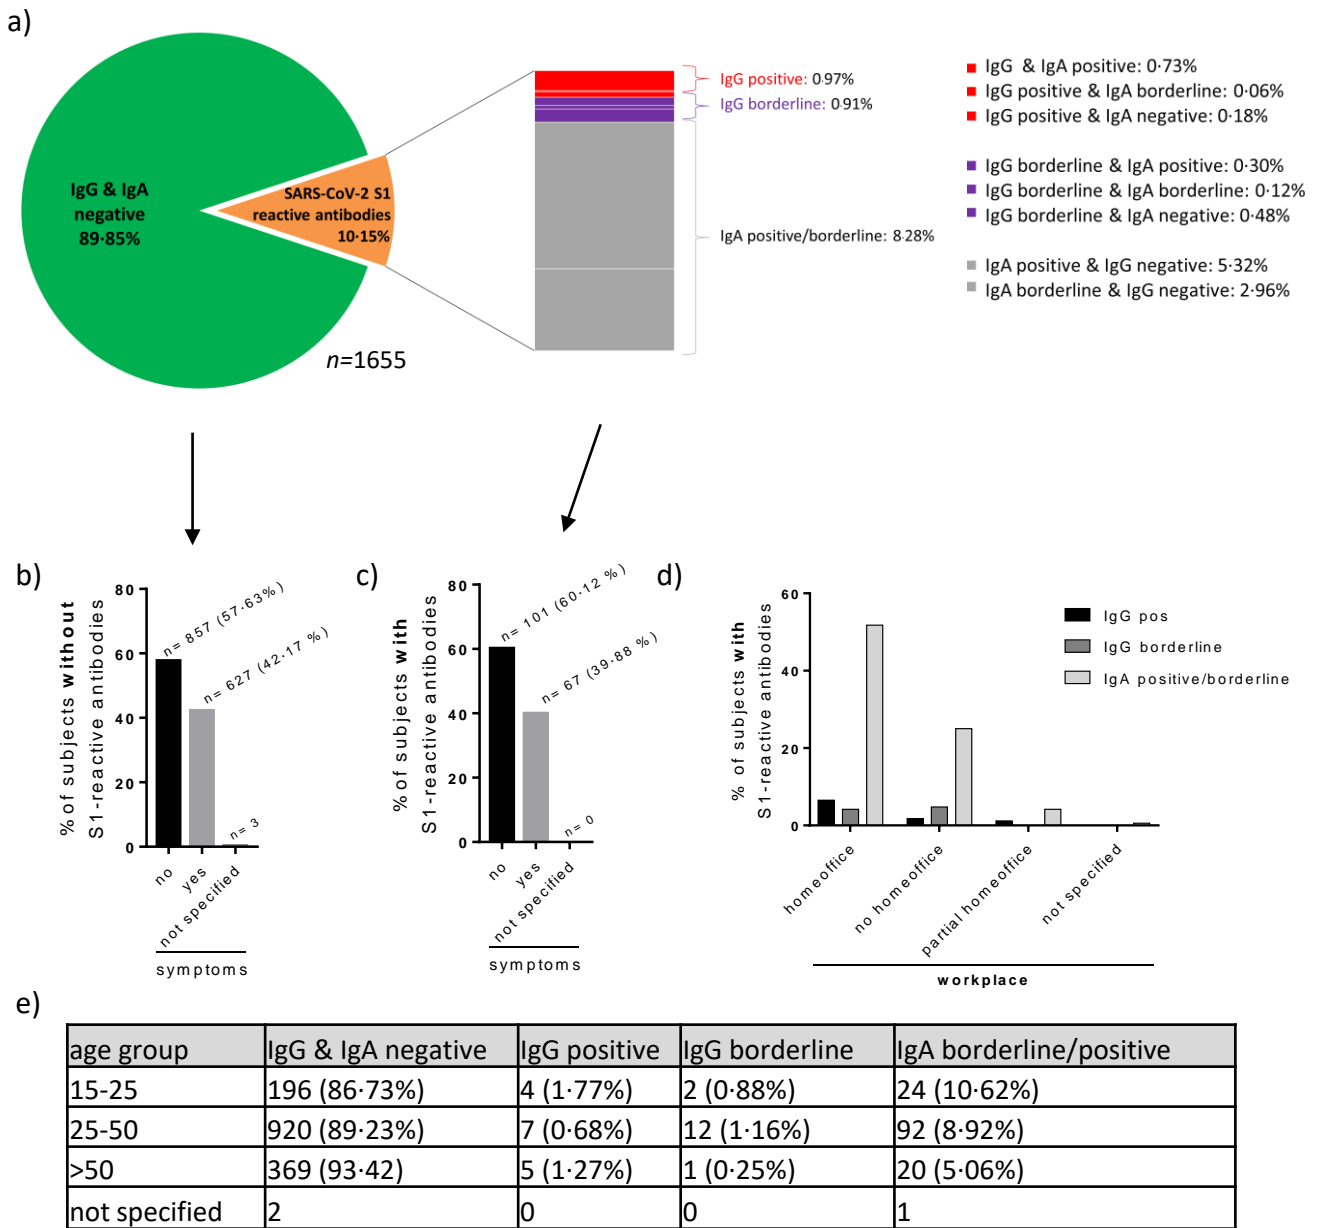 a)
IgG & IgA
negative
89·85%
SARS-CoV-2 S1
reactive antibodies
10·15%
n=1655
IgG positive: 0·97%
IgG borderline: 0·91%
IgA positive/borderline: 8·28%
IgG & IgA positive: 0·73%
IgG positive & IgA borderline: 0·06%
IgG positive & IgA negative: 0·18%
IgG borderline & IgA positive: 0·30%
IgG borderline & IgA borderline: 0·12%
IgG borderline & IgA negative: 0·48%
IgA positive & IgG negative: 5·32%
IgA borderline & IgG negative: 2·96%
b)
% of subjects without
S1-reactive antibodies
80
60
40
20
0
n= 857 (57·63%)
n= 627 (42·17 %)
n= 3
no
yes
not specified
symptoms
c)
% of subjects with
S1-reactive antibodies
80
60
40
20
0
n= 101 (60·12 %)
n= 67 (39·88 %)
n= 0
no
yes
not specified
symptoms
d)
% of subjects with
S1-reactive antibodies
60
40
20
0
IgG pos
IgG borderline
IgA positive/borderline
homeoffice
no homeoffice
partial homeoffice
not specified
workplace
e)
age group IgG & IgA negative IgG positive IgG borderline IgA borderline/positive
15-25 196 (86·73%) 4 (1·77%) 2 (0·88%) 24 (10·62%)
25-50 920 (89·23%) 7 (0·68%) 12 (1·16%) 92 (8·92%)
>50 369 (93·42) 5 (1·27%) 1 (0·25%) 20 (5·06%)
not specified 2 0 0 1